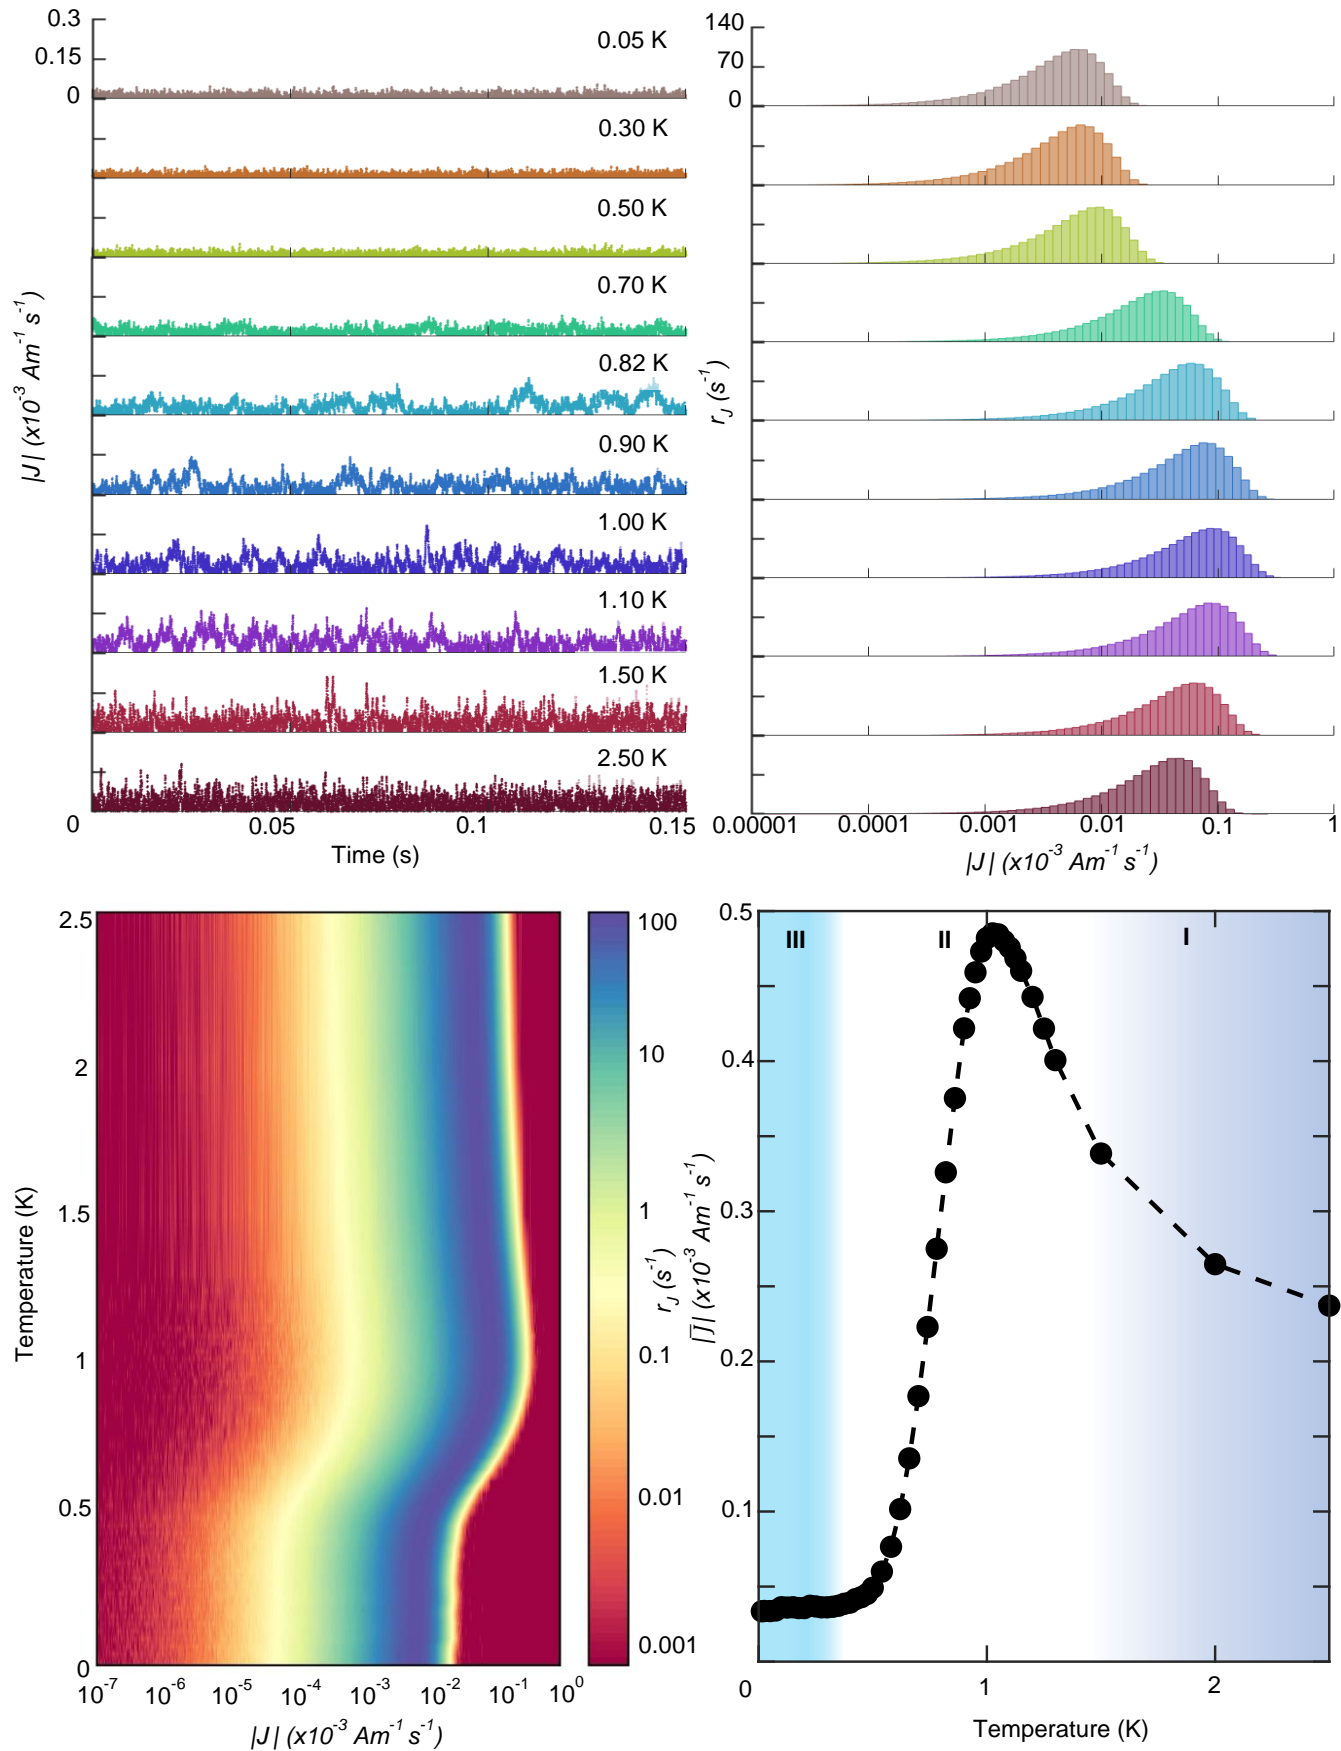 0.3
0.15
0
0.05 K
0.30 K
0.50 K
0.70 K
0.82 K
0.90 K
1.00 K
1.10 K
1.50 K
2.50 K
|J| (x10⁻³ Am⁻¹ s⁻¹)
0 0.05 0.1 0.15
Time (s)
140
70
0
r_J (s⁻¹)
0.00001 0.0001 0.001 0.01 0.1 1
|J| (x10⁻³ Am⁻¹ s⁻¹)
2.5
2
1.5
1
0.5
0
Temperature (K)
10⁻⁷ 10⁻⁶ 10⁻⁵ 10⁻⁴ 10⁻³ 10⁻² 10⁻¹ 10⁰
|J| (x10⁻³ Am⁻¹ s⁻¹)
100
10
1
0.1
0.01
0.001
r_J (s⁻¹)
0.5
0.4
0.3
0.2
0.1
0
|J̅| (x10⁻³ Am⁻¹ s⁻¹)
III II I
1 2
Temperature (K)